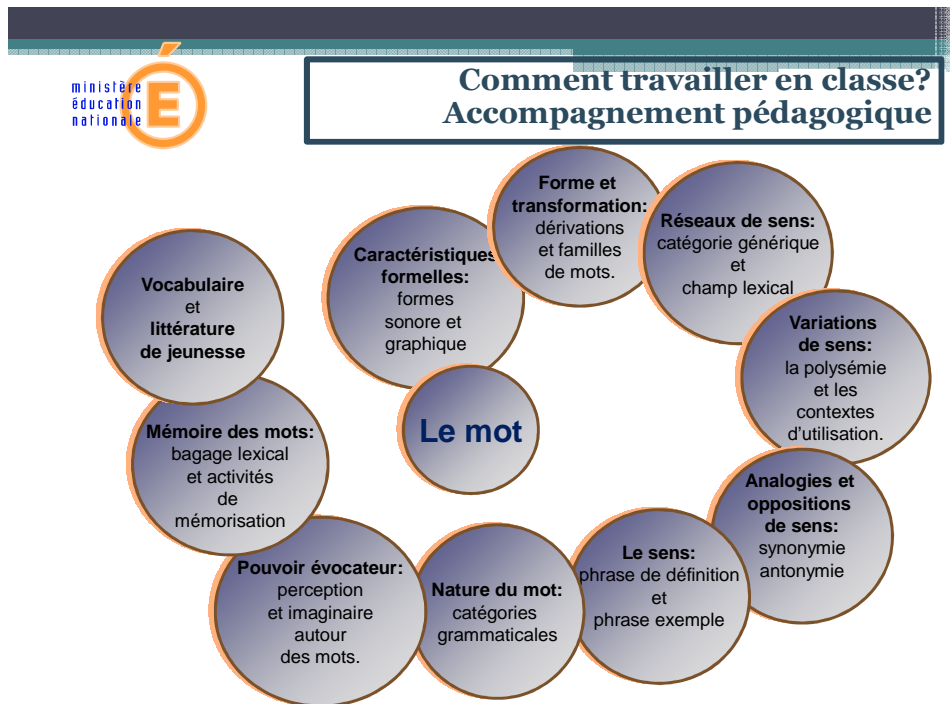 ministère
éducation
nationale
É
Comment travailler en classe?
Accompagnement pédagogique
Le mot
Caractéristiques
formelles:
formes
sonore et
graphique
Forme et
transformation:
dérivations
et familles
de mots.
Réseaux de sens:
catégorie générique
et
champ lexical
Variations
de sens:
la polysémie
et les
contextes
d'utilisation.
Analogies et
oppositions
de sens:
synonymie
antonymie
Le sens:
phrase de définition
et
phrase exemple
Nature du mot:
catégories
grammaticales
Pouvoir évocateur:
perception
et imaginaire
autour
des mots.
Mémoire des mots:
bagage lexical
et activités
de
mémorisation
Vocabulaire
et
littérature
de jeunesse